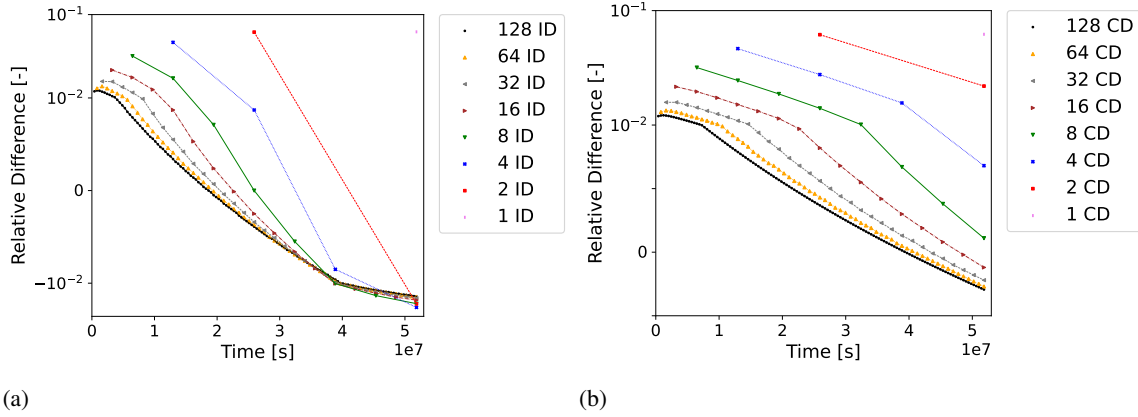 10⁻¹
10⁻²
0
−10⁻²
Relative Difference [-]
0 1 2 3 4 5
1e7
Time [s]
128 ID
64 ID
32 ID
16 ID
8 ID
4 ID
2 ID
1 ID
(a)
10⁻¹
10⁻²
0
Relative Difference [-]
0 1 2 3 4 5
1e7
Time [s]
128 CD
64 CD
32 CD
16 CD
8 CD
4 CD
2 CD
1 CD
(b)